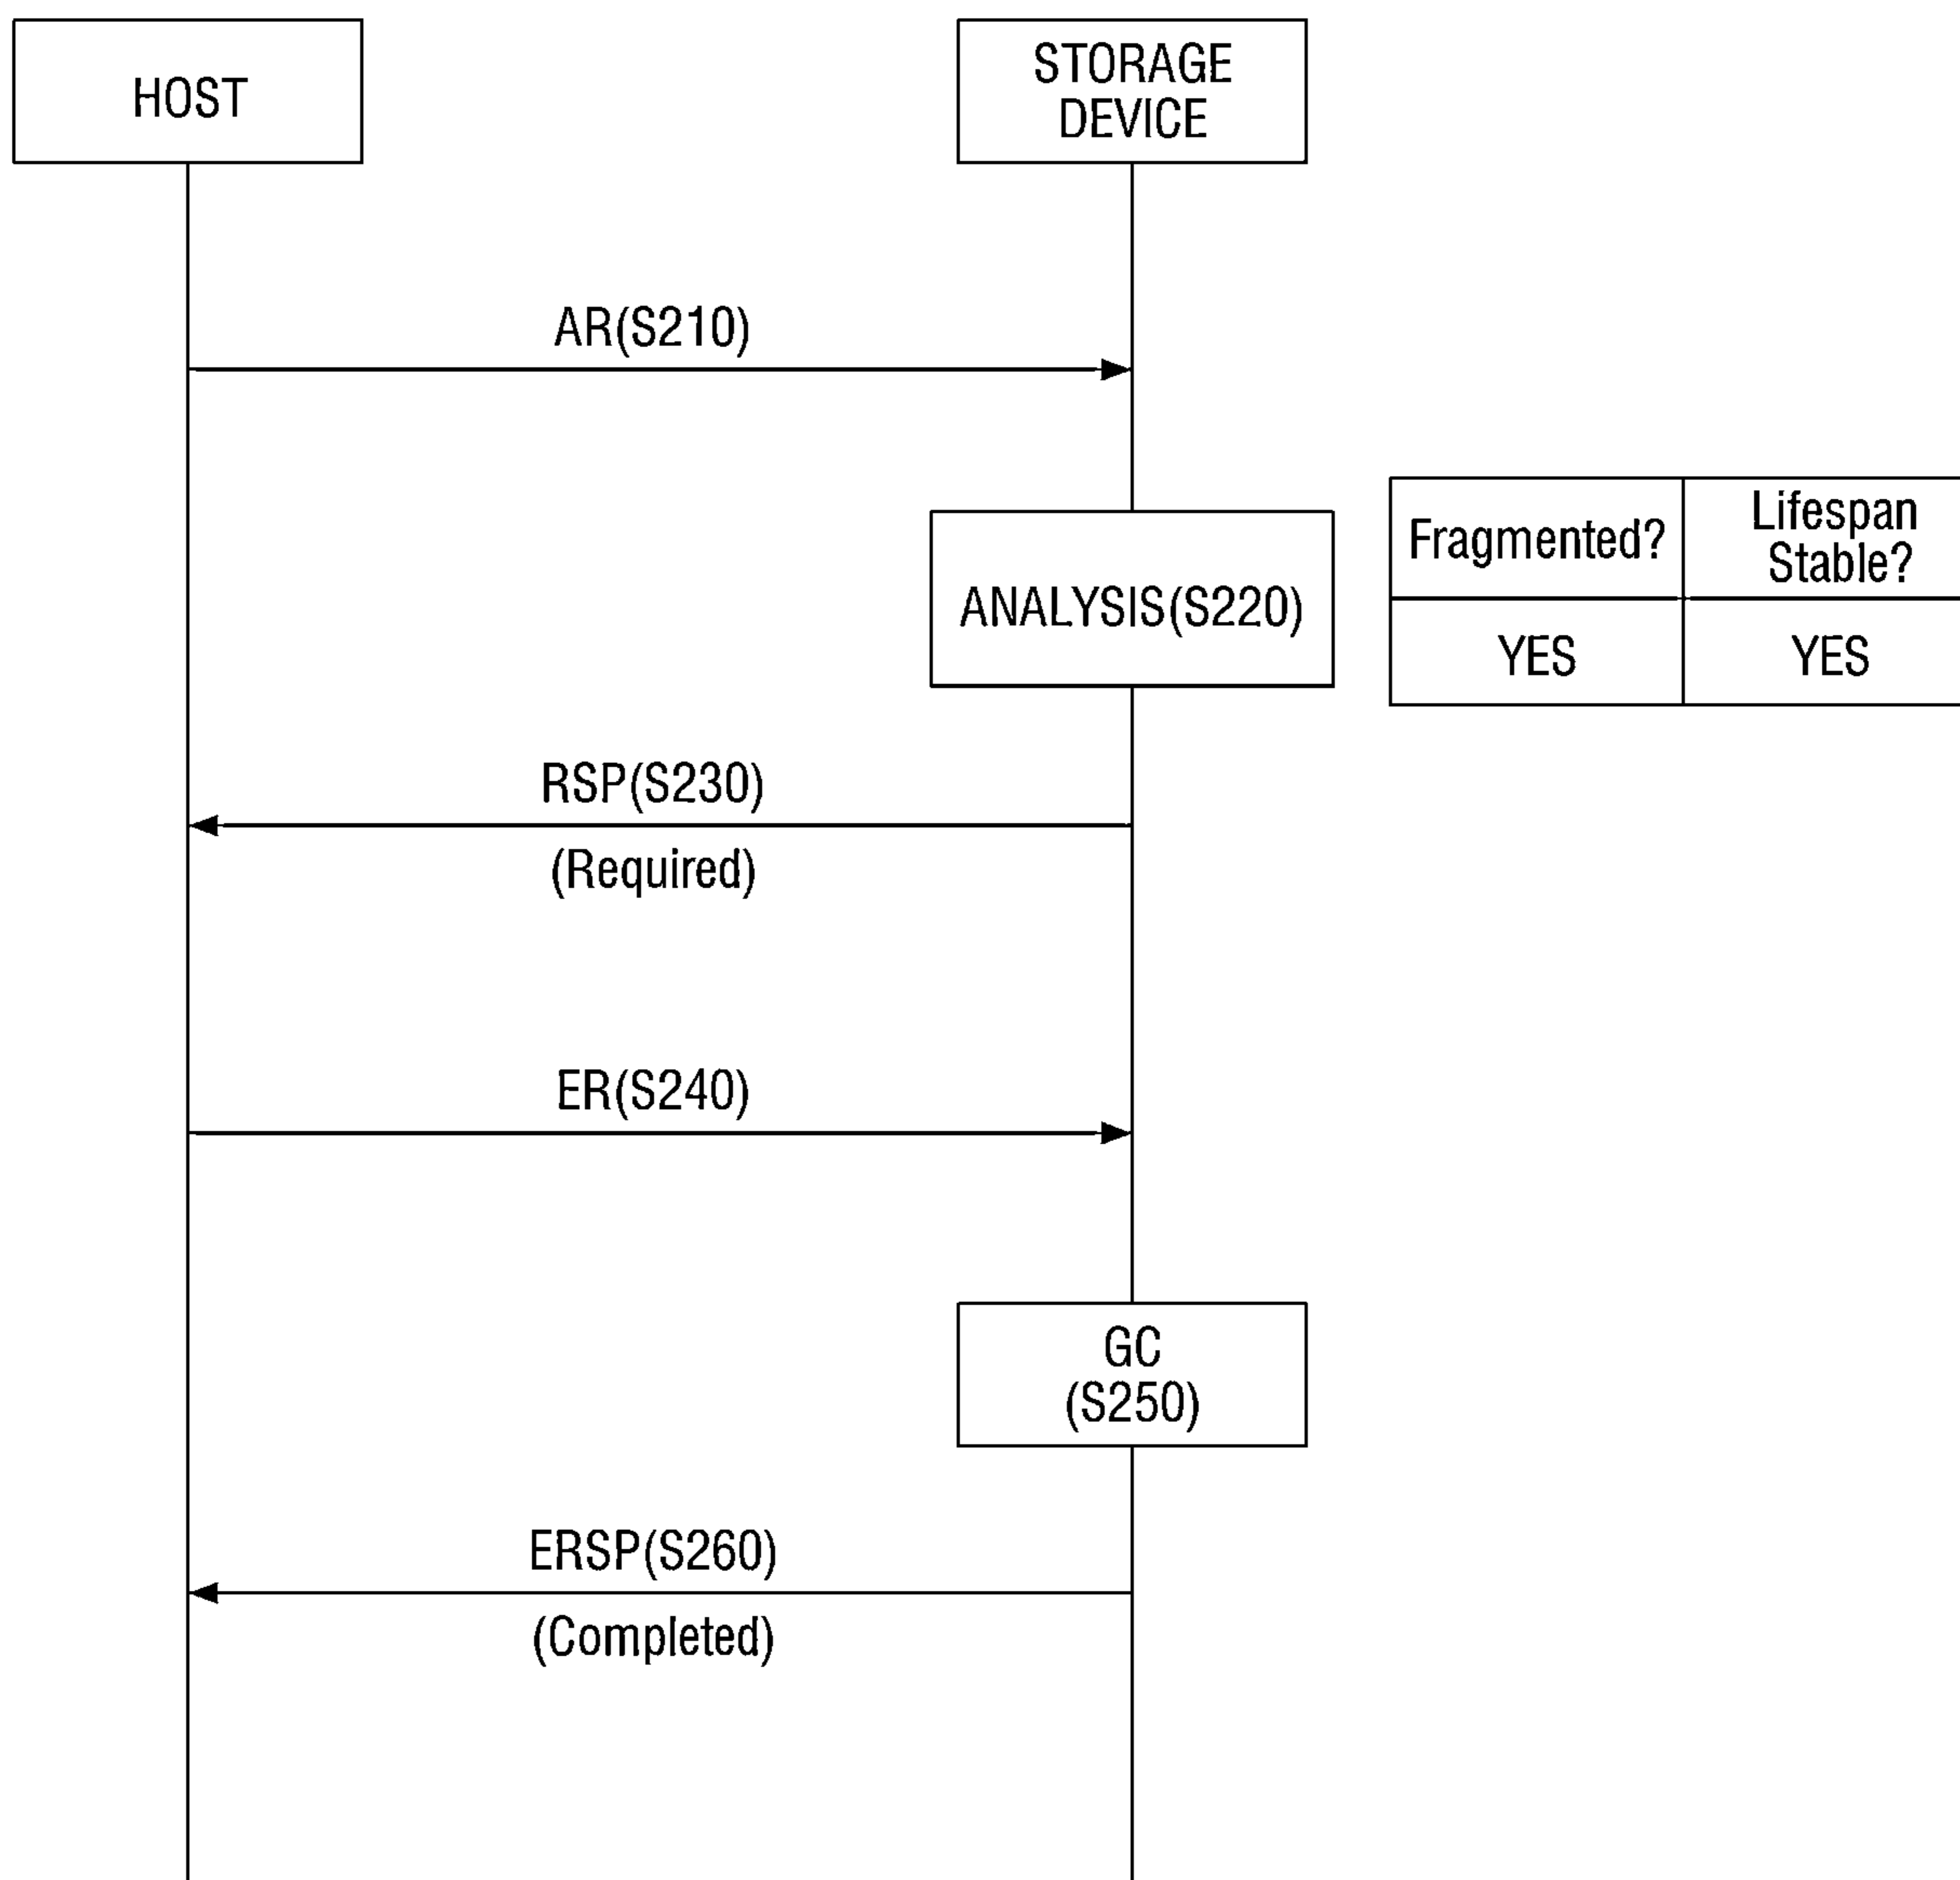 HOST
STORAGE
DEVICE
AR(S210)
Fragmented?
Lifespan
Stable?
ANALYSIS(S220)
YES
YES
RSP(S230)
(Required)
ER(S240)
GC
(S250)
ERSP(S260)
(Completed)